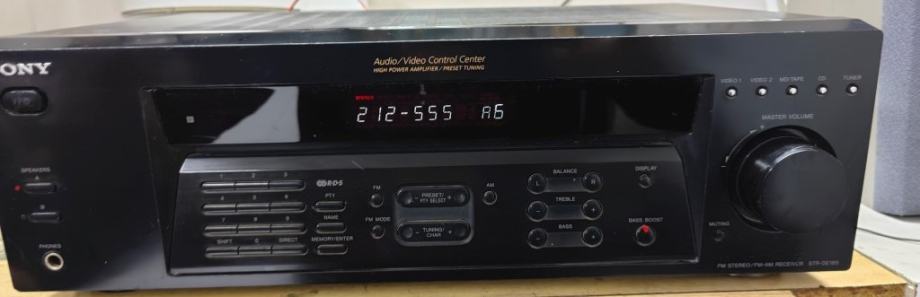 SONY
Audio/Video Control Center
HIGH POWER AMPLIFIER/PRESET TUNING
VIDEO 1 VIDEO 2 MD/TAPE CD TUNER
212-555 A6
MASTER VOLUME
SPEAKERS
A
B
1 2 3
4 5 6
7 8 9
SHIFT 0 DIRECT
R·D·S
PTY
NAME
MEMORY/ENTER
FM
FM MODE
- PRESET/ PTY SELECT +
AM
- TUNING/ CHAR +
BALANCE
L R
TREBLE
- +
BASS
- +
DISPLAY
BASS BOOST
MUTING
PHONES
FM STEREO/FM-AM RECEIVER